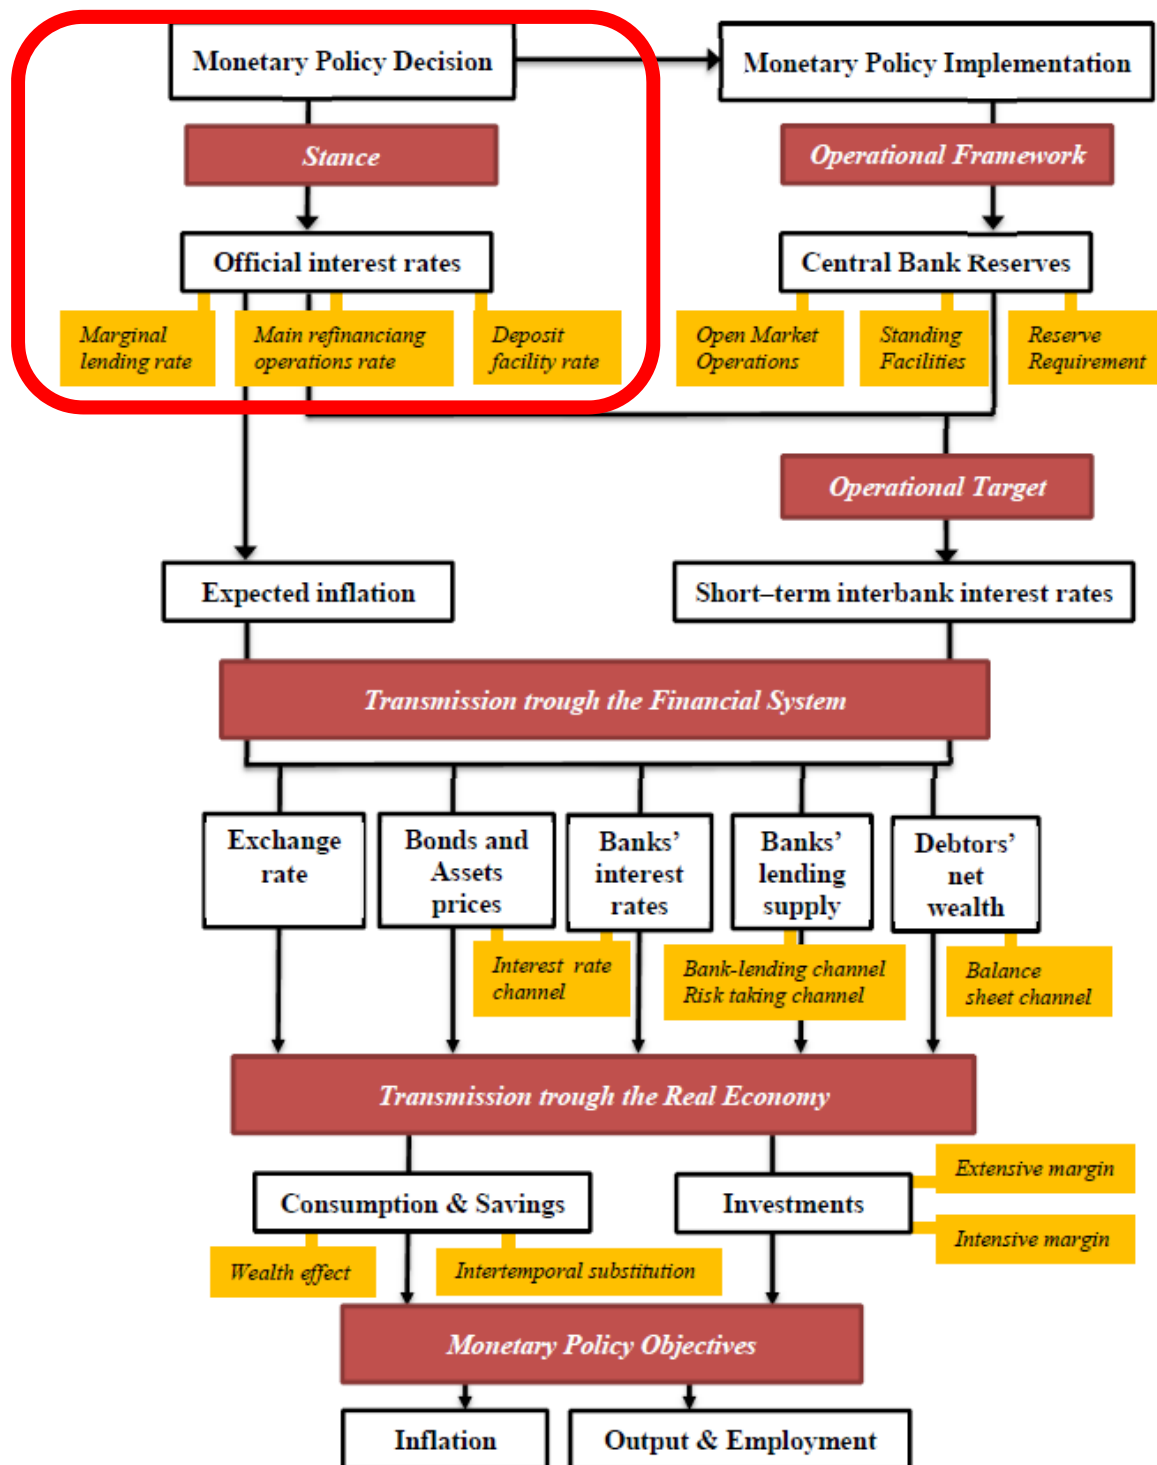 Monetary Policy Decision
Monetary Policy Implementation
Stance
Operational Framework
Official interest rates
Central Bank Reserves
Marginal
lending rate
Main refinanciang
operations rate
Deposit
facility rate
Open Market
Operations
Standing
Facilities
Reserve
Requirement
Operational Target
Expected inflation
Short–term interbank interest rates
Transmission trough the Financial System
Exchange
rate
Bonds and
Assets
prices
Banks’
interest
rates
Banks’
lending
supply
Debtors’
net
wealth
Interest rate
channel
Bank-lending channel
Risk taking channel
Balance
sheet channel
Transmission trough the Real Economy
Consumption & Savings
Investments
Extensive margin
Intensive margin
Wealth effect
Intertemporal substitution
Monetary Policy Objectives
Inflation
Output & Employment